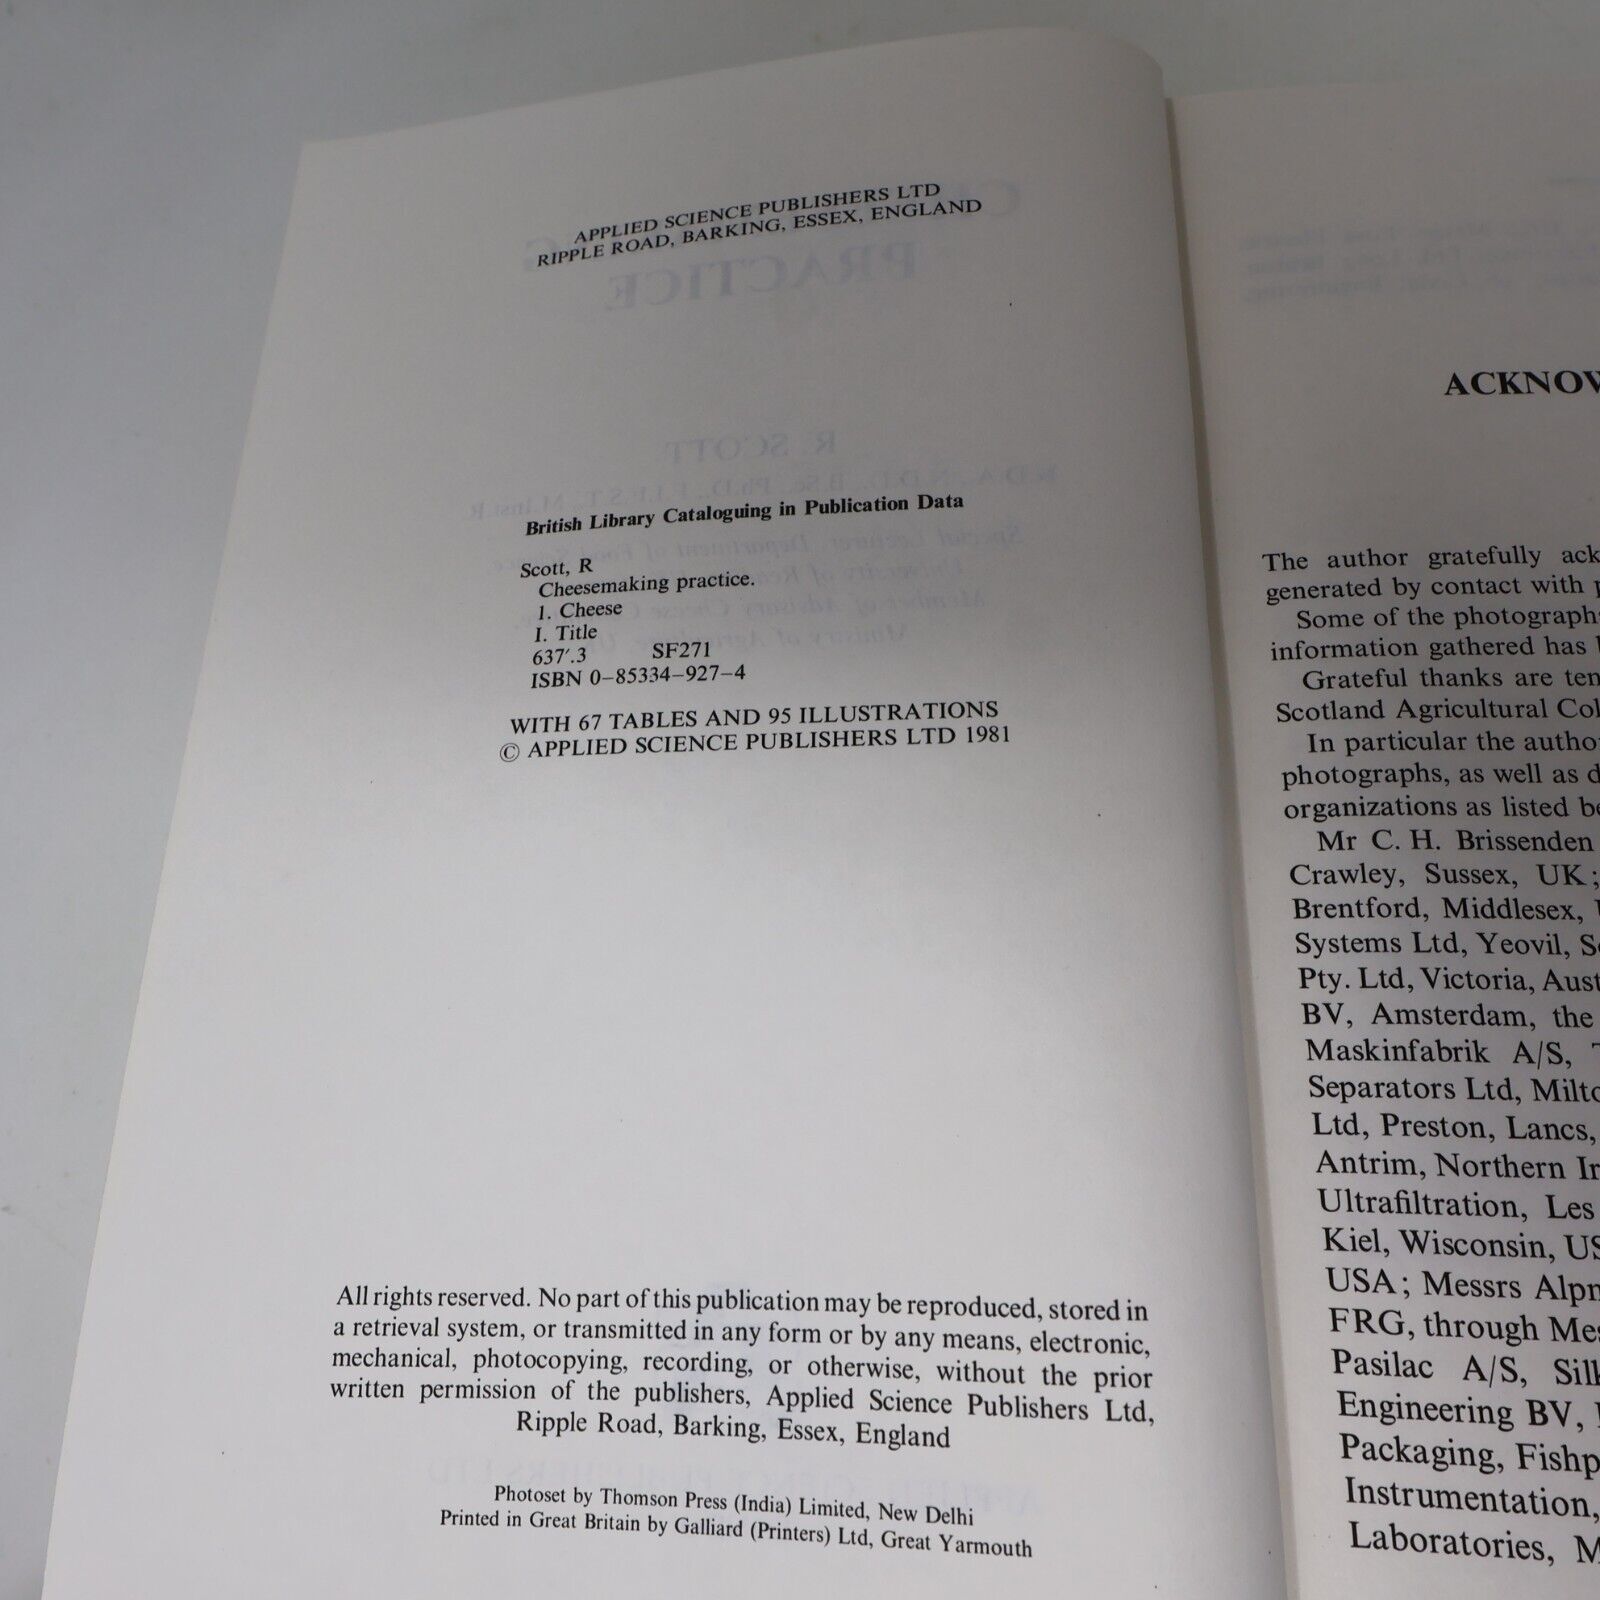 APPLIED SCIENCE PUBLISHERS LTD
RIPPLE ROAD, BARKING, ESSEX, ENGLAND
British Library Cataloguing in Publication Data
Scott, R
Cheesemaking practice.
1. Cheese
I. Title
637'.3 SF271
ISBN 0-85334-927-4
WITH 67 TABLES AND 95 ILLUSTRATIONS
© APPLIED SCIENCE PUBLISHERS LTD 1981
All rights reserved. No part of this publication may be reproduced, stored in
a retrieval system, or transmitted in any form or by any means, electronic,
mechanical, photocopying, recording, or otherwise, without the prior
written permission of the publishers, Applied Science Publishers Ltd,
Ripple Road, Barking, Essex, England
Photoset by Thomson Press (India) Limited, New Delhi
Printed in Great Britain by Galliard (Printers) Ltd, Great Yarmouth
ACKNOW
The author gratefully ack
generated by contact with p
Some of the photographs
information gathered has b
Grateful thanks are ten
Scotland Agricultural Col
In particular the autho
photographs, as well as d
organizations as listed be
Mr C. H. Brissenden
Crawley, Sussex, UK;
Brentford, Middlesex, U
Systems Ltd, Yeovil, So
Pty. Ltd, Victoria, Aust
BV, Amsterdam, the
Maskinfabrik A/S, T
Separators Ltd, Milto
Ltd, Preston, Lancs,
Antrim, Northern Ir
Ultrafiltration, Les
Kiel, Wisconsin, US
USA; Messrs Alpm
FRG, through Mes
Pasilac A/S, Silk
Engineering BV,
Packaging, Fishp
Instrumentation,
Laboratories, M